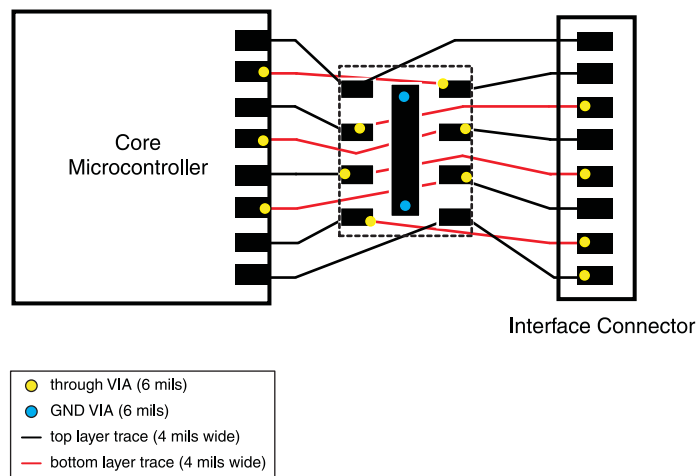 Core
Microcontroller
Interface Connector
through VIA (6 mils)
GND VIA (6 mils)
top layer trace (4 mils wide)
bottom layer trace (4 mils wide)